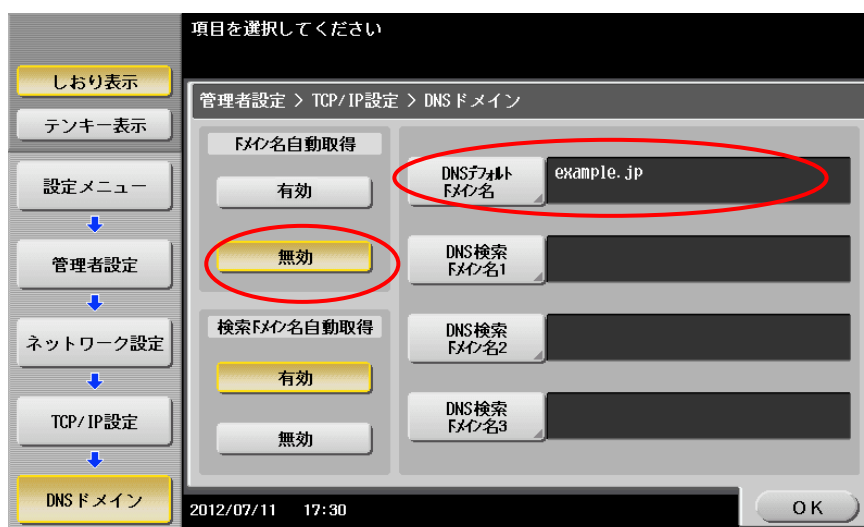 項目を選択してください
しおり表示
テンキー表示
設定メニュー
管理者設定
ネットワーク設定
TCP/IP設定
DNSドメイン
管理者設定 > TCP/IP設定 > DNSドメイン
ﾄﾞﾒｲﾝ名自動取得
有効
無効
検索ﾄﾞﾒｲﾝ名自動取得
有効
無効
DNSﾃﾞﾌｫﾙﾄ
ﾄﾞﾒｲﾝ名
example.jp
DNS検索
ﾄﾞﾒｲﾝ名1
DNS検索
ﾄﾞﾒｲﾝ名2
DNS検索
ﾄﾞﾒｲﾝ名3
2012/07/11 17:30
OK